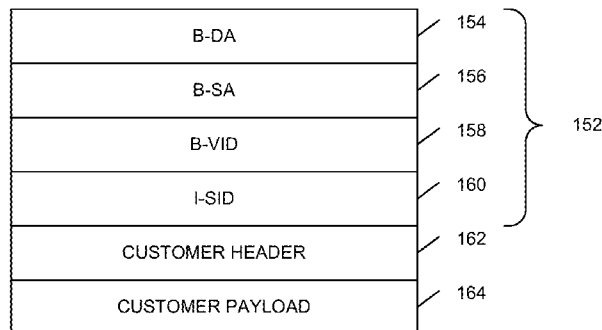 B-DA 154
B-SA 156
B-VID 158
152
I-SID 160
CUSTOMER HEADER 162
CUSTOMER PAYLOAD 164